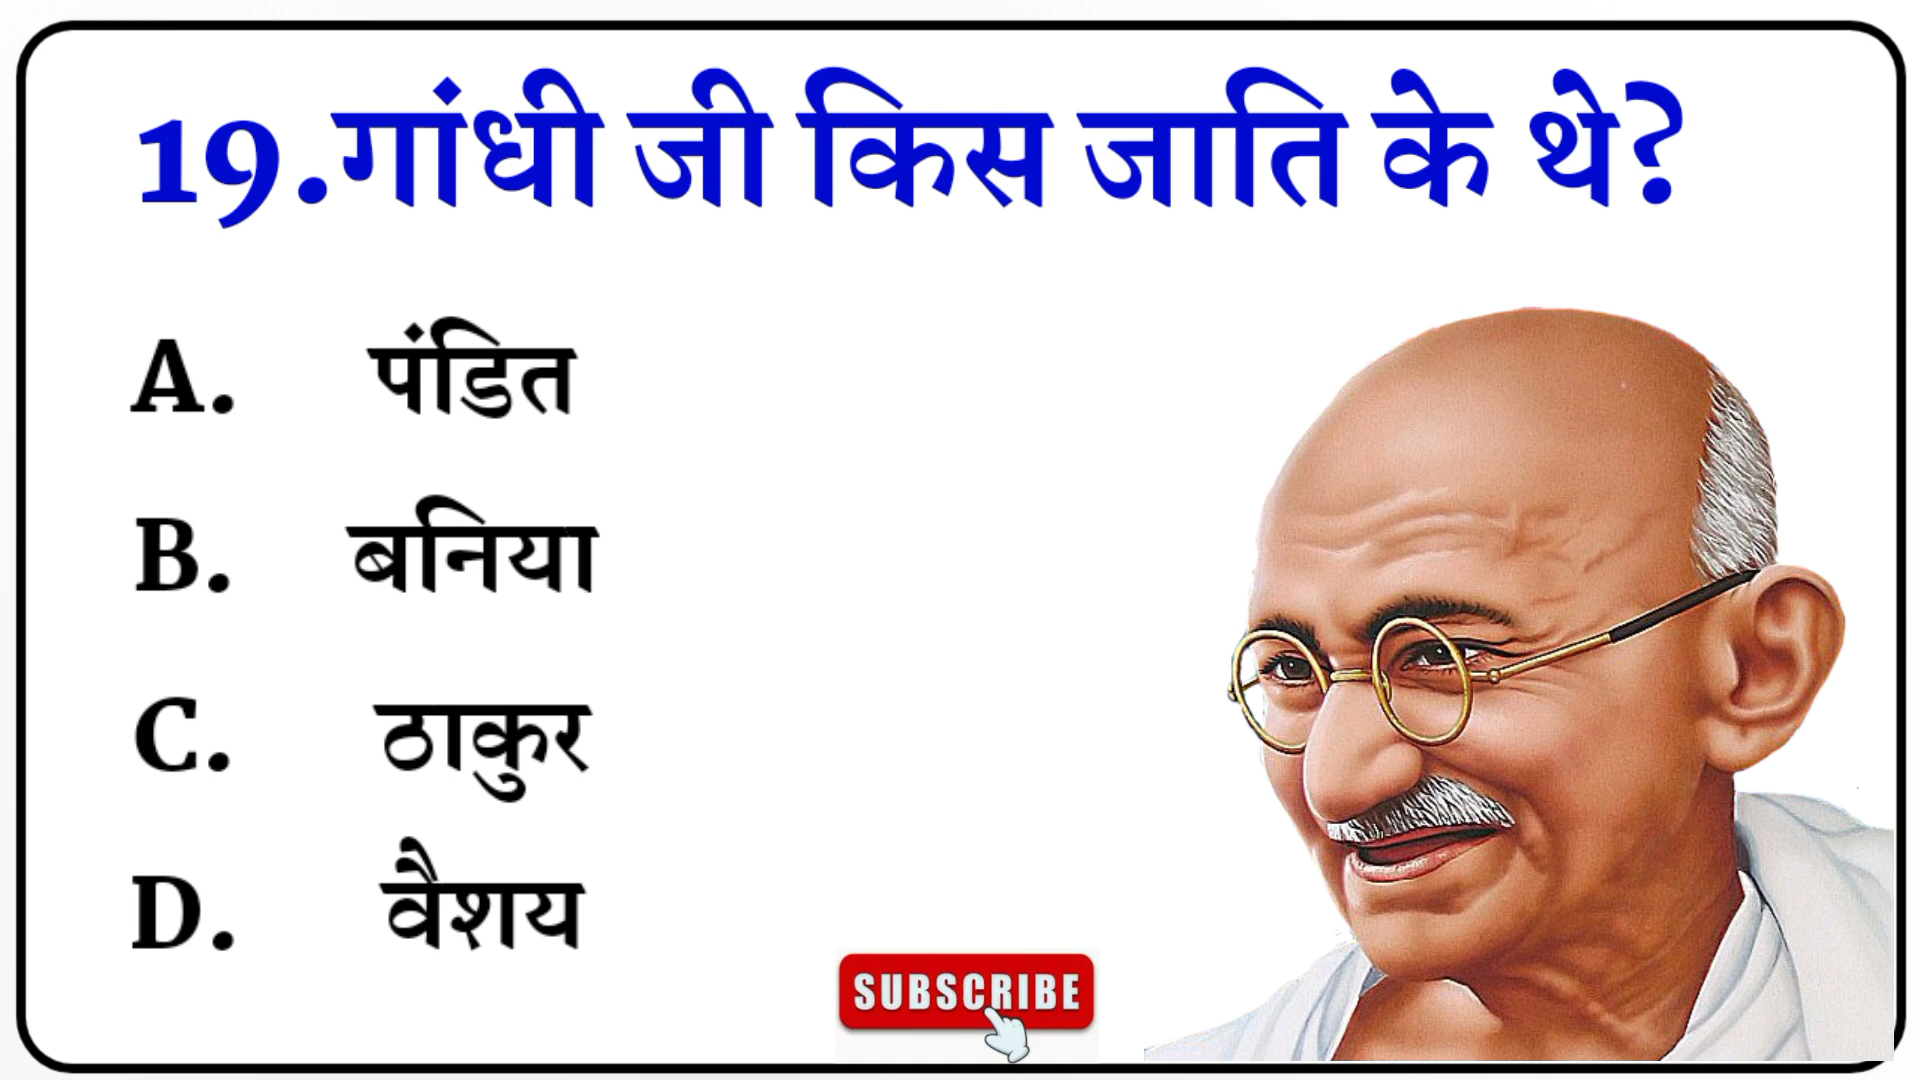 19.गांधी जी किस जाति के थे?
A. पंडित
B. बनिया
C. ठाकुर
D. वैशय
SUBSCRIBE